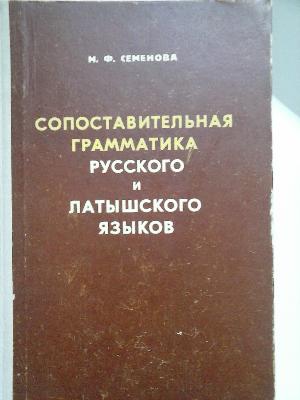 М. Ф. СЕМЕНОВА
СОПОСТАВИТЕЛЬНАЯ
ГРАММАТИКА
РУССКОГО
И
ЛАТЫШСКОГО
ЯЗЫКОВ